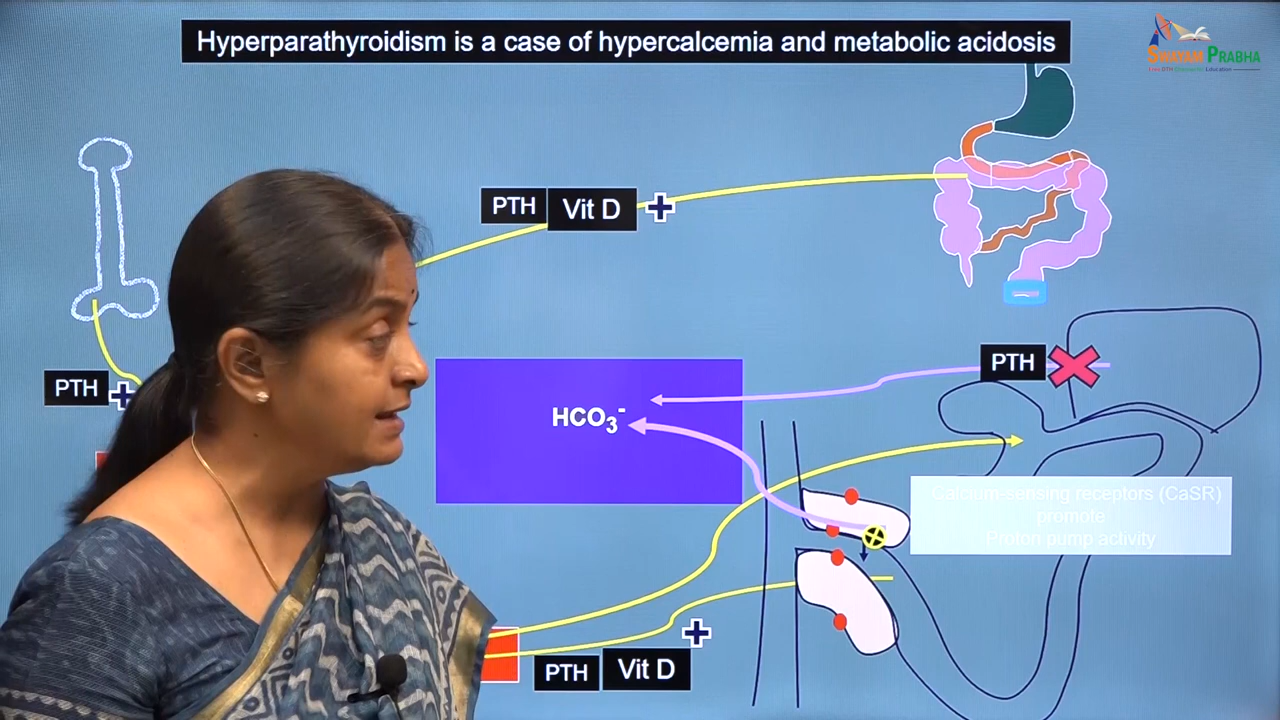 Hyperparathyroidism is a case of hypercalcemia and metabolic acidosis
SWAYAM PRABHA
PTH Vit D
PTH
PTH
HCO₃⁻
Calcium-sensing receptors (CaSR)
promote
Proton pump activity
PTH Vit D